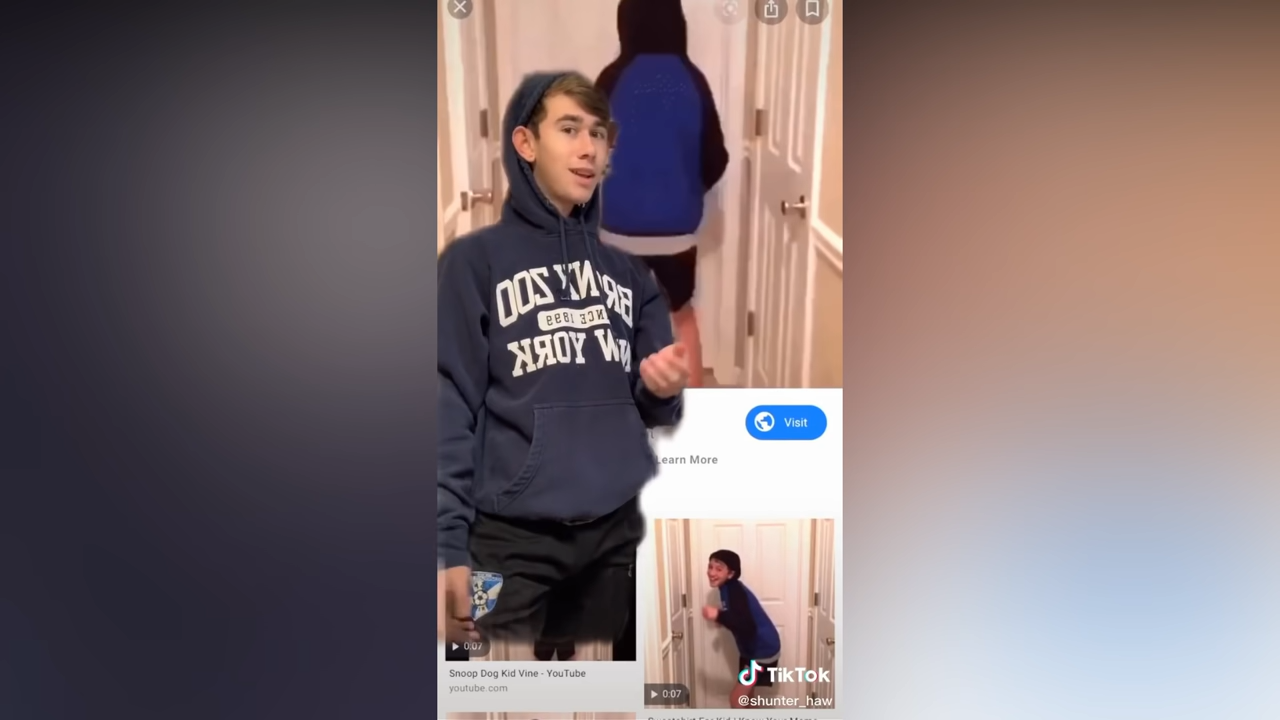 BRONX ZOO
SINCE 1899
NEW YORK
Visit
Learn More
0:07
Snoop Dog Kid Vine - YouTube
youtube.com
0:07
TikTok
@shunter_haw